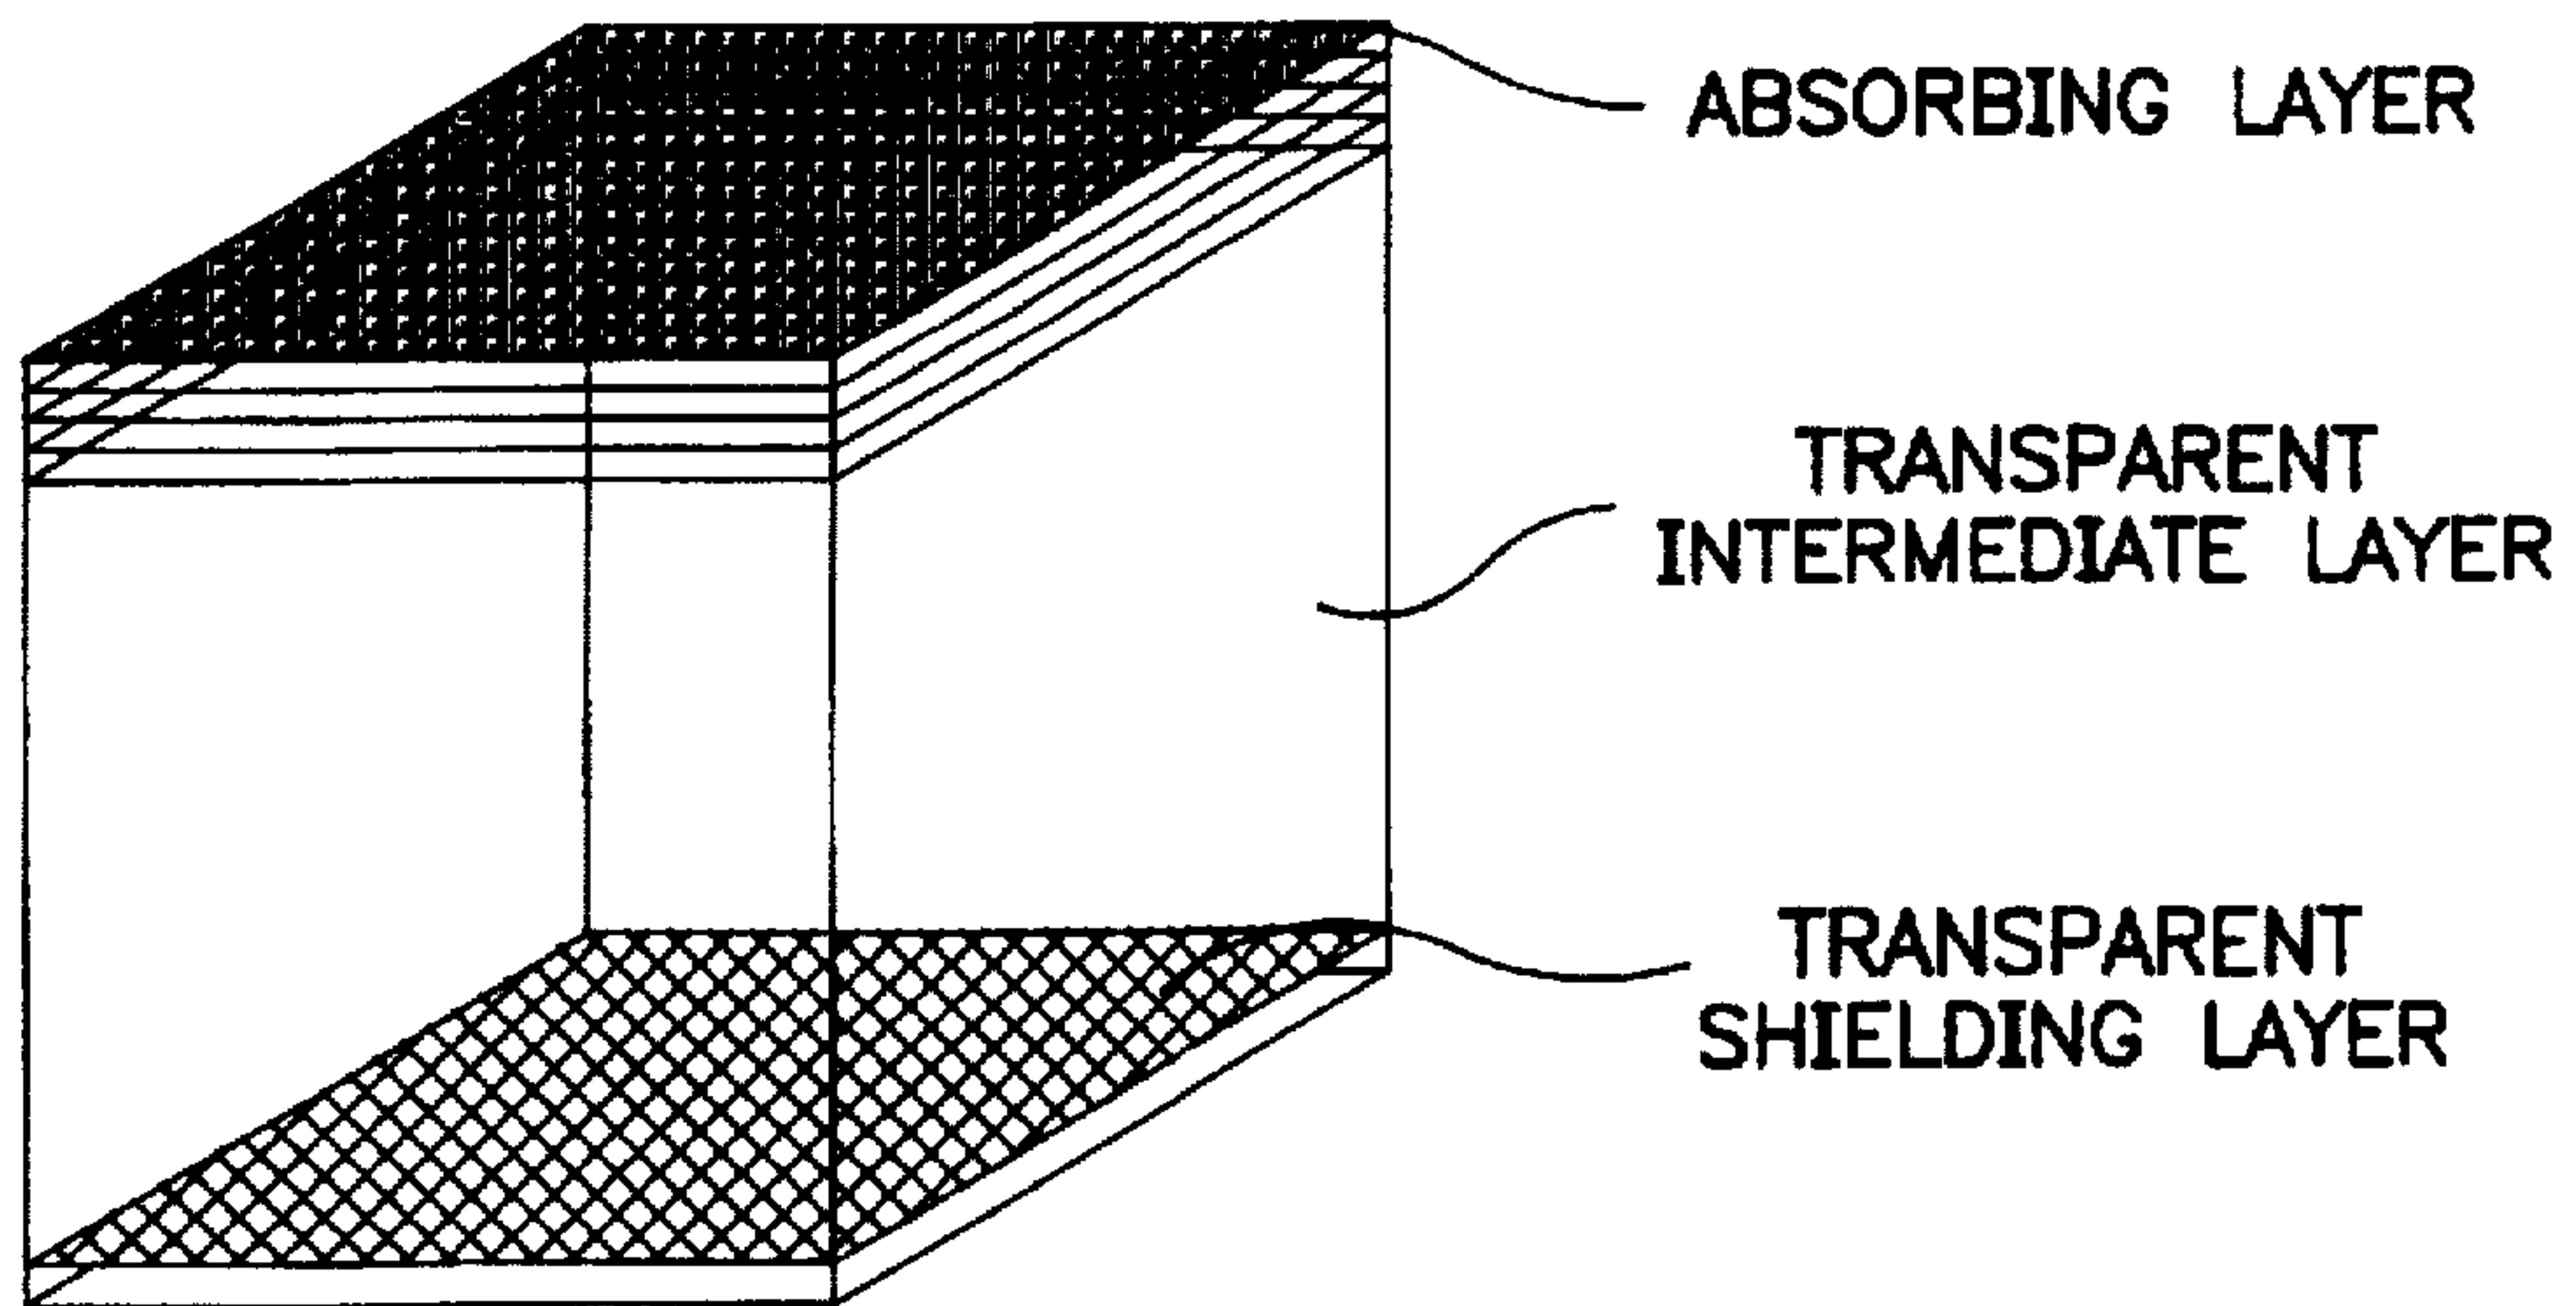 ABSORBING LAYER
TRANSPARENT
INTERMEDIATE LAYER
TRANSPARENT
SHIELDING LAYER